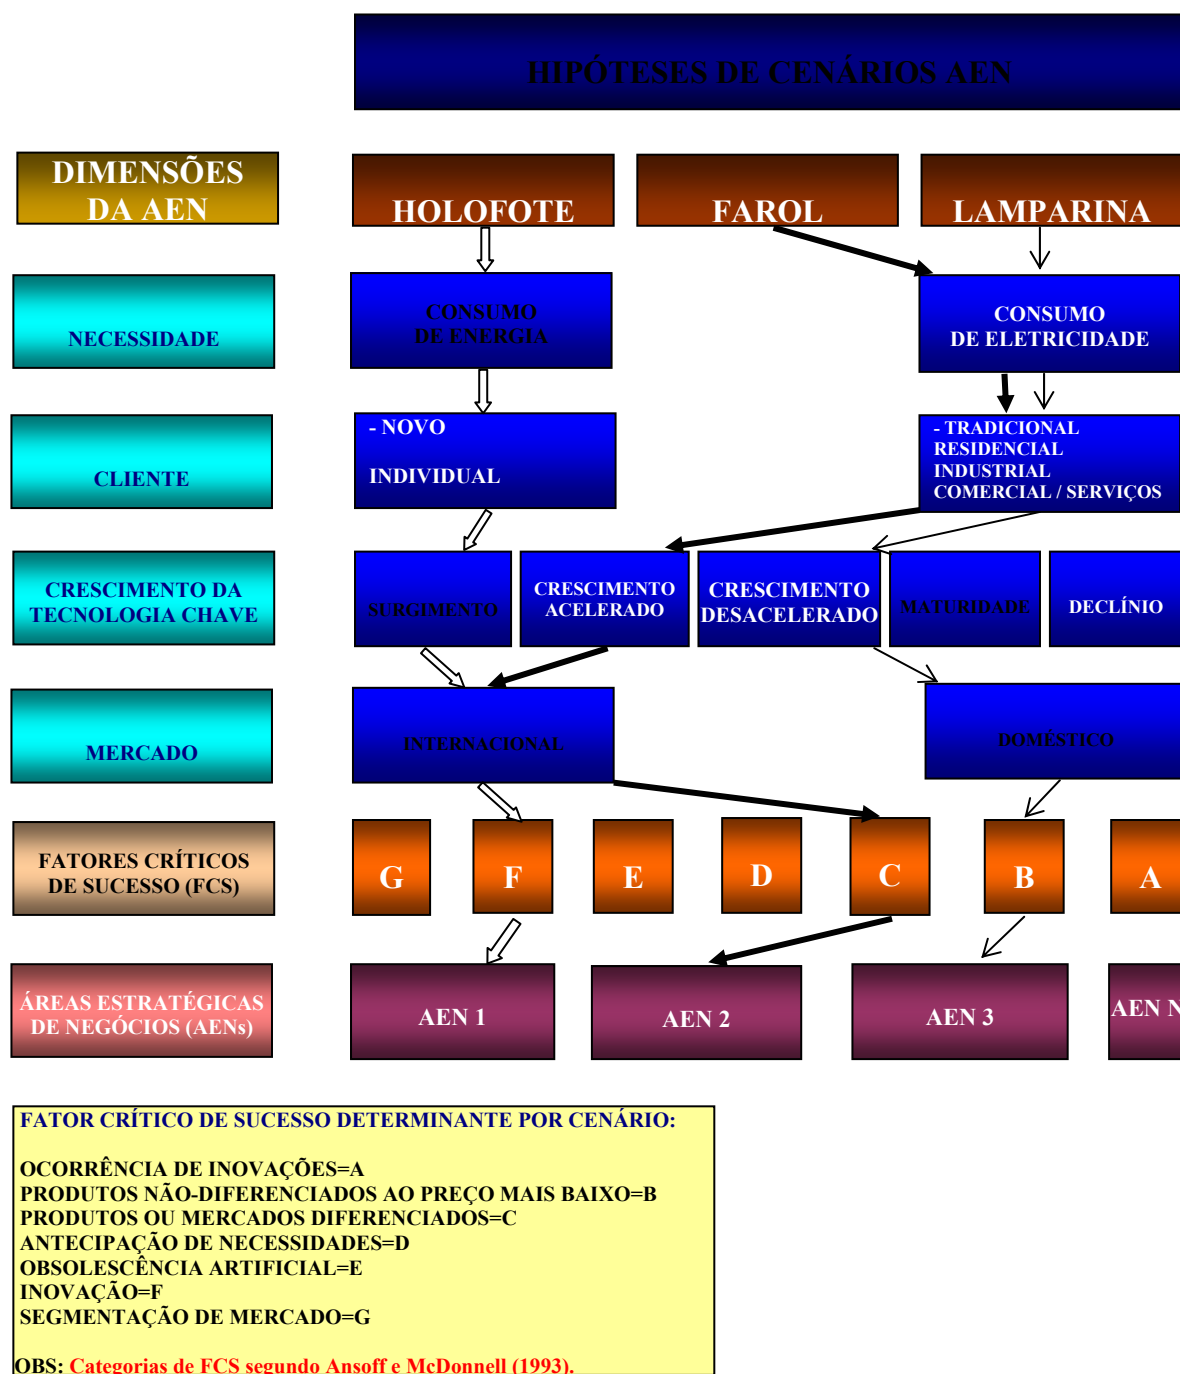 HIPÓTESES DE CENÁRIOS AEN
DIMENSÕES
DA AEN
HOLOFOTE
FAROL
LAMPARINA
NECESSIDADE
CONSUMO
DE ENERGIA
CONSUMO
DE ELETRICIDADE
CLIENTE
- NOVO
INDIVIDUAL
- TRADICIONAL
RESIDENCIAL
INDUSTRIAL
COMERCIAL / SERVIÇOS
CRESCIMENTO DA
TECNOLOGIA CHAVE
SURGIMENTO
CRESCIMENTO
ACELERADO
CRESCIMENTO
DESACELERADO
MATURIDADE
DECLÍNIO
MERCADO
INTERNACIONAL
DOMÉSTICO
FATORES CRÍTICOS
DE SUCESSO (FCS)
G
F
E
D
C
B
A
ÁREAS ESTRATÉGICAS
DE NEGÓCIOS (AENs)
AEN 1
AEN 2
AEN 3
AEN N
FATOR CRÍTICO DE SUCESSO DETERMINANTE POR CENÁRIO:
OCORRÊNCIA DE INOVAÇÕES=A
PRODUTOS NÃO-DIFERENCIADOS AO PREÇO MAIS BAIXO=B
PRODUTOS OU MERCADOS DIFERENCIADOS=C
ANTECIPAÇÃO DE NECESSIDADES=D
OBSOLESCÊNCIA ARTIFICIAL=E
INOVAÇÃO=F
SEGMENTAÇÃO DE MERCADO=G
OBS: Categorias de FCS segundo Ansoff e McDonnell (1993).